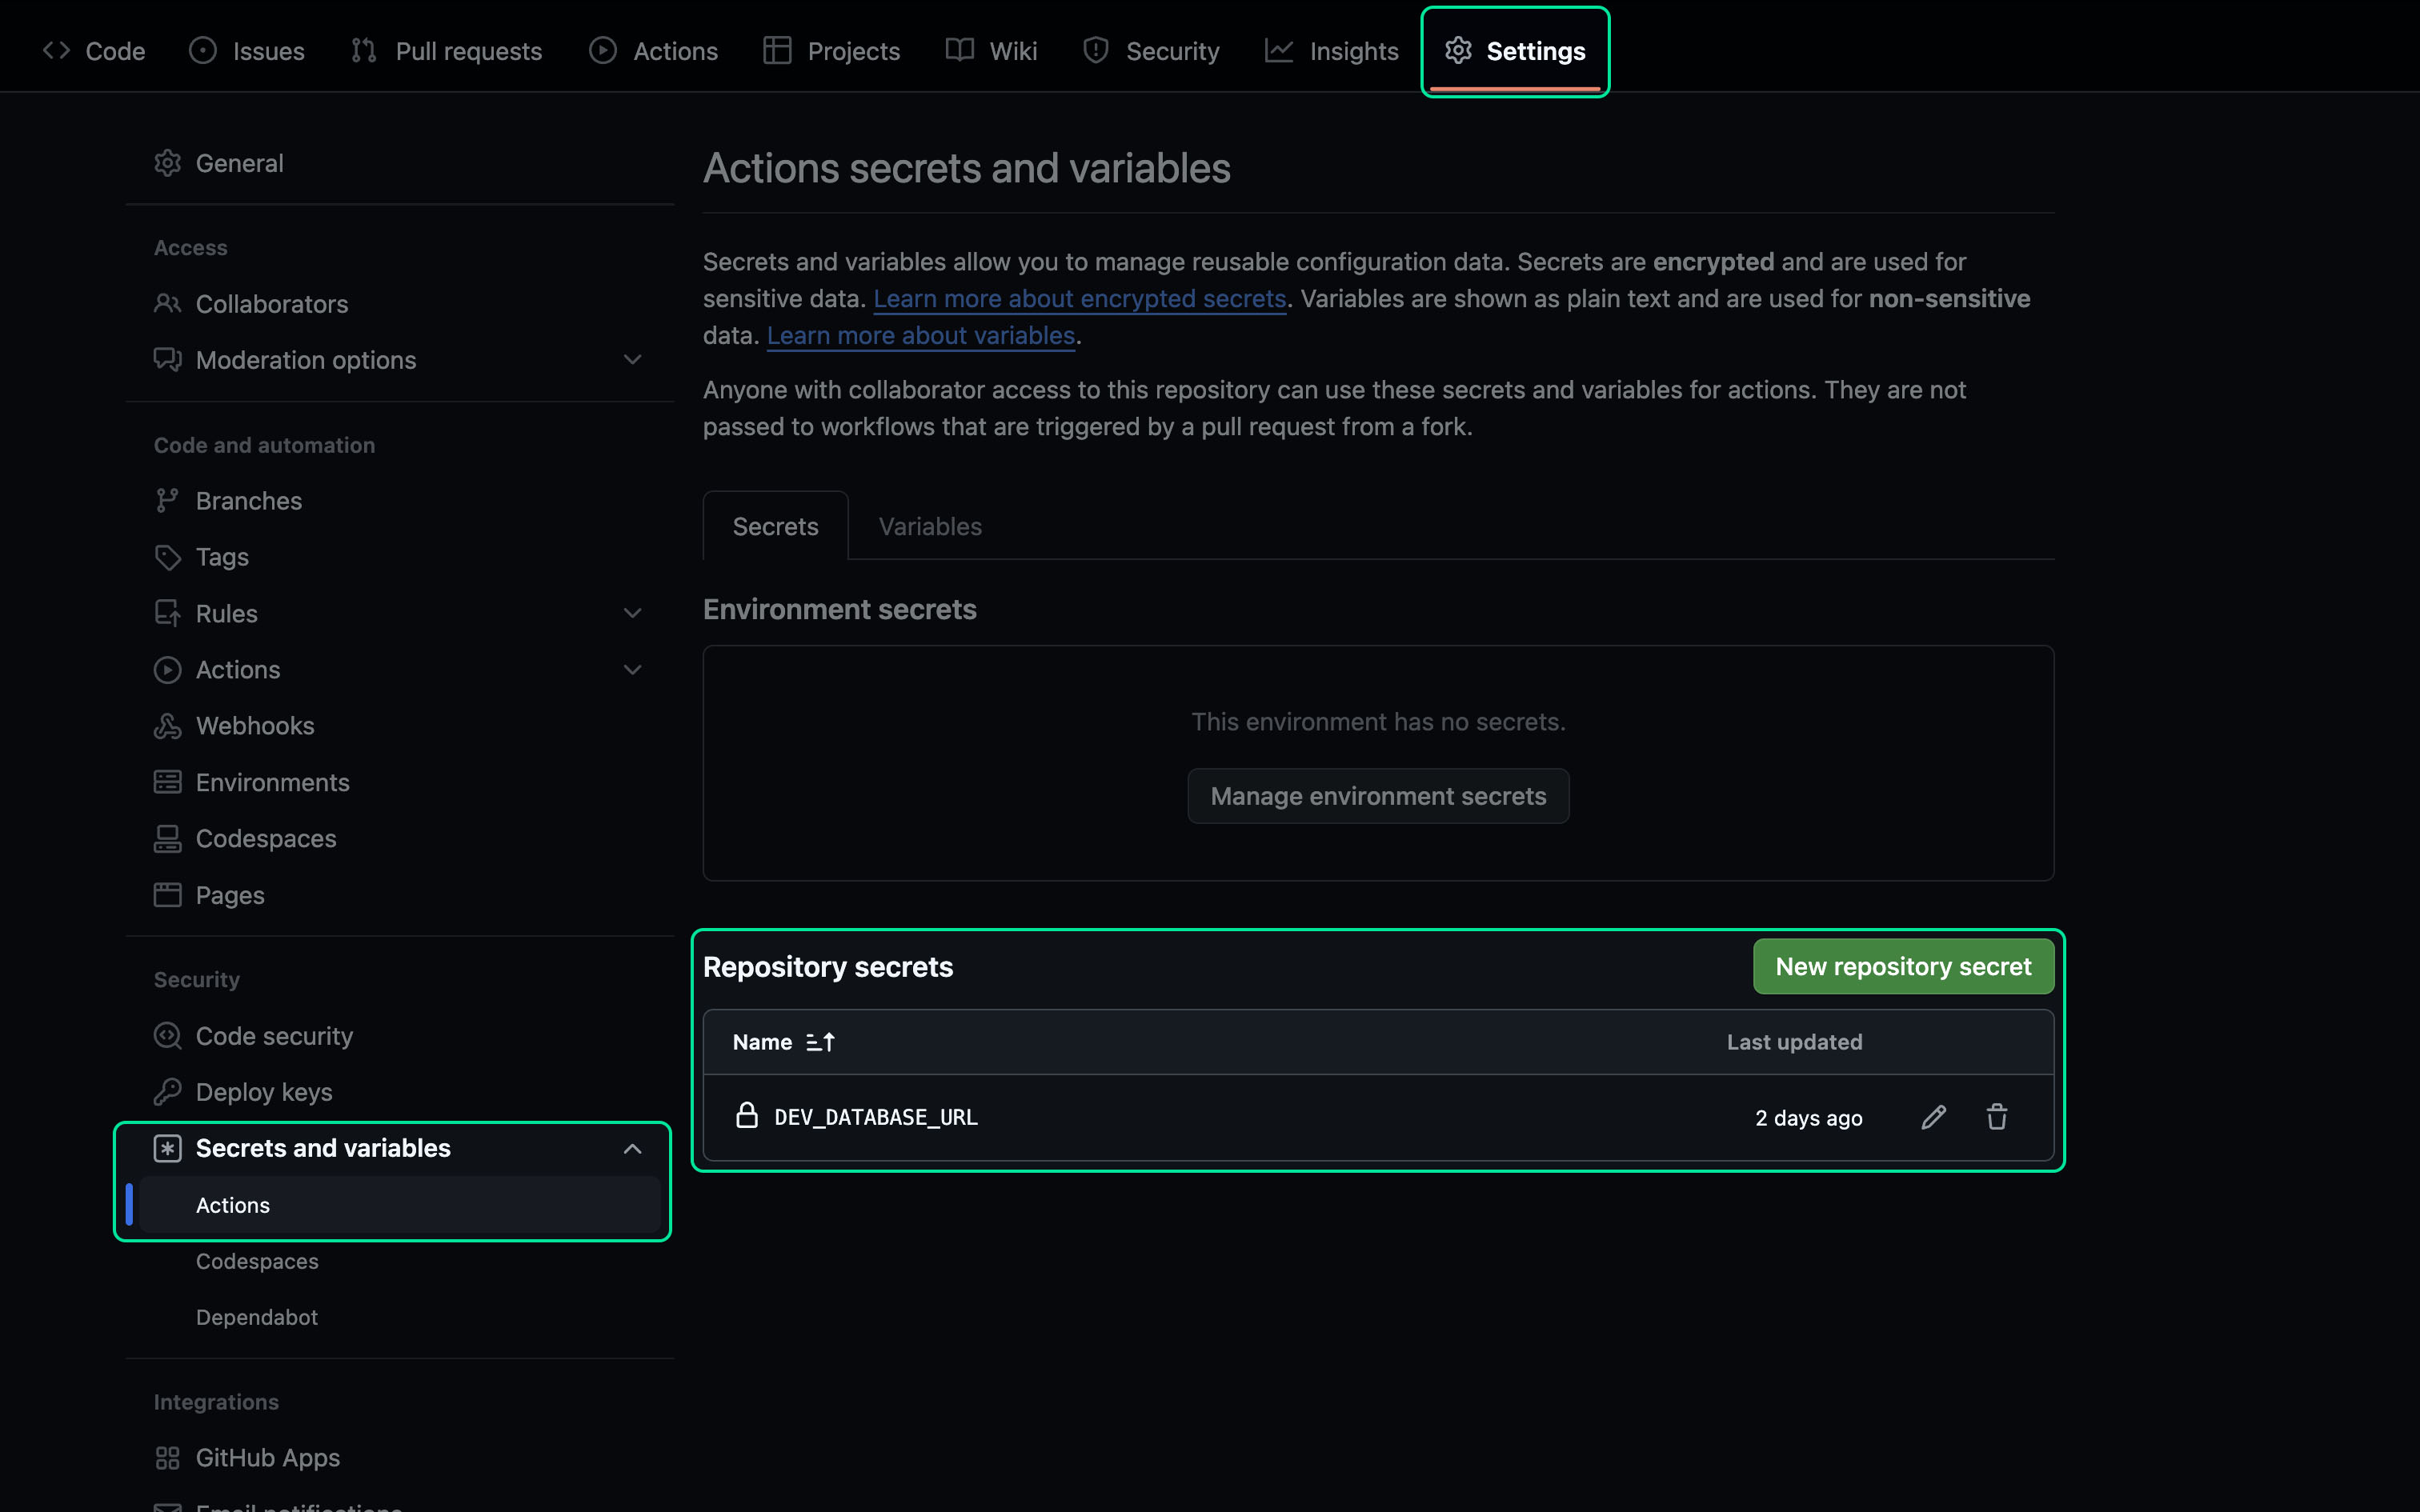 Code Issues Pull requests Actions Projects Wiki Security Insights Settings
General
Access
Collaborators
Moderation options
Code and automation
Branches
Tags
Rules
Actions
Webhooks
Environments
Codespaces
Pages
Security
Code security
Deploy keys
Secrets and variables
Actions
Codespaces
Dependabot
Integrations
GitHub Apps
Email notifications
Actions secrets and variables
Secrets and variables allow you to manage reusable configuration data. Secrets are encrypted and are used for
sensitive data. Learn more about encrypted secrets. Variables are shown as plain text and are used for non-sensitive
data. Learn more about variables.
Anyone with collaborator access to this repository can use these secrets and variables for actions. They are not
passed to workflows that are triggered by a pull request from a fork.
Secrets Variables
Environment secrets
This environment has no secrets.
Manage environment secrets
Repository secrets New repository secret
Name Last updated
DEV_DATABASE_URL 2 days ago